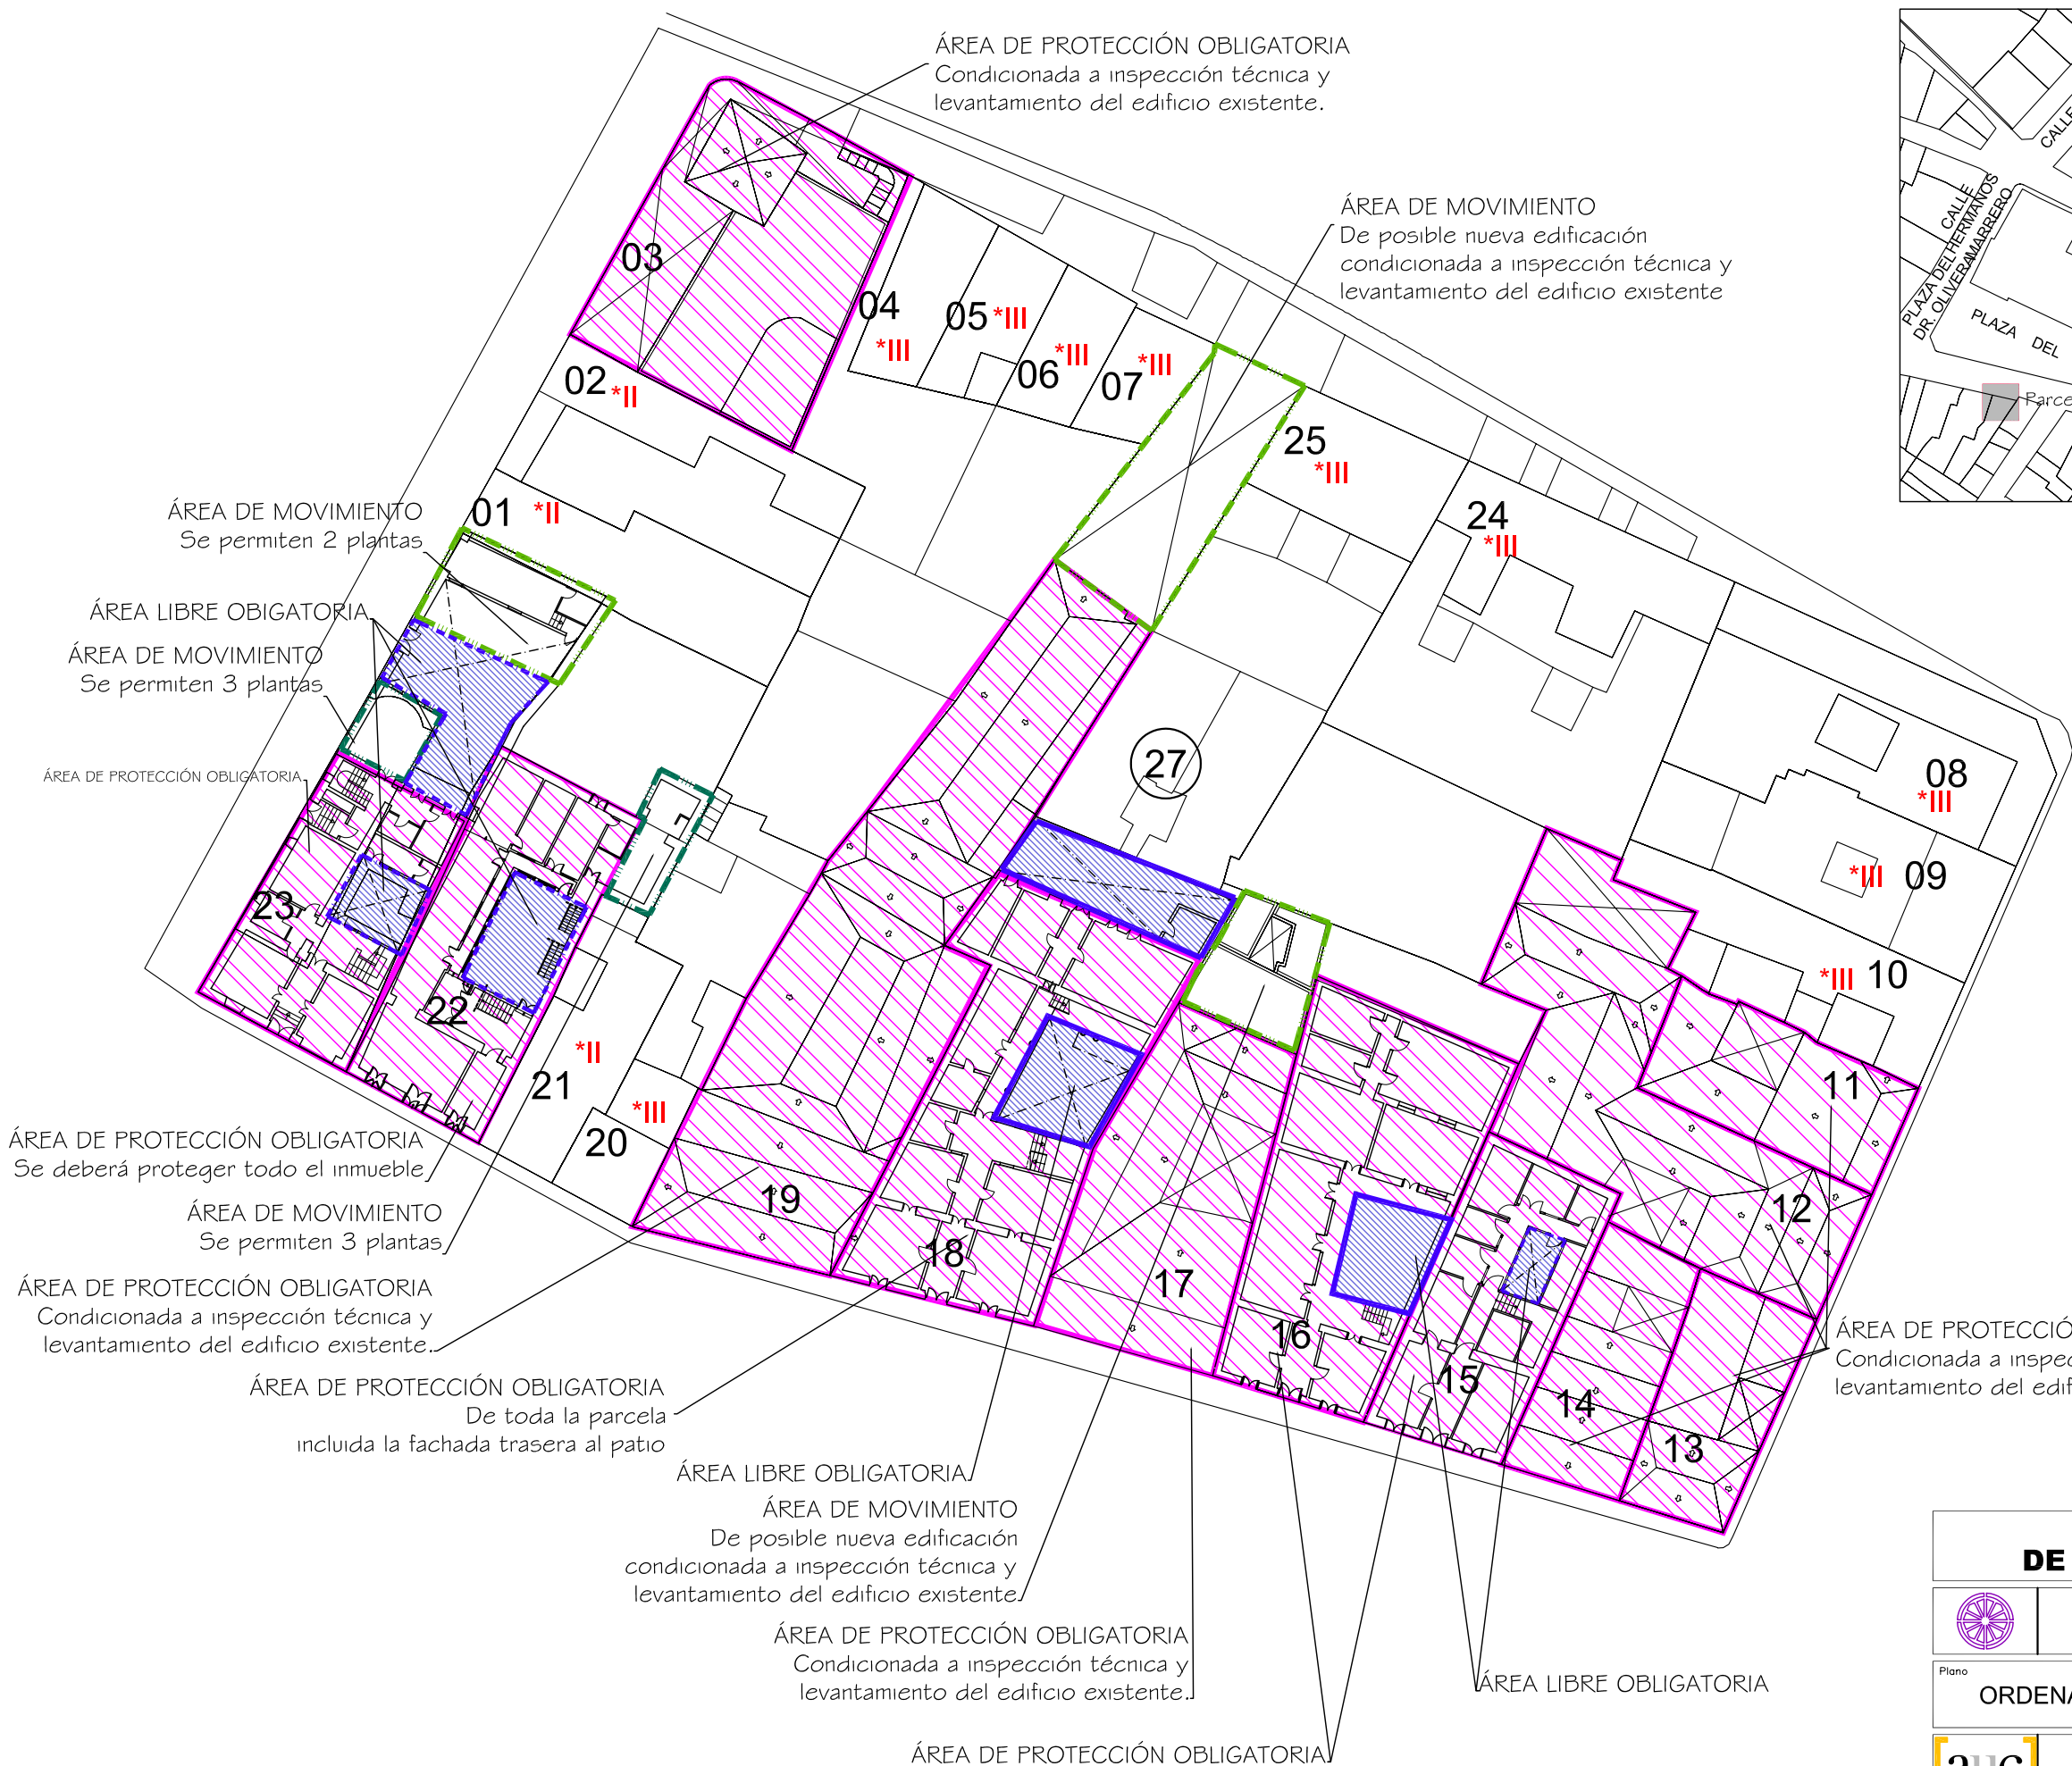 ÁREA DE PROTECCIÓN OBLIGATORIA
Condicionada a inspección técnica y
levantamiento del edificio existente.
ÁREA DE MOVIMIENTO
De posible nueva edificación
condicionada a inspección técnica y
levantamiento del edificio existente
CALLE
CALLE
HERMANOS
MARRERO
PLAZA DEL
DR. OLIVERA
PLAZA DEL
03
04
*III
05 *III
06 *III
07 *III
02 *II
25
*III
24
*III
01 *II
ÁREA DE MOVIMIENTO
Se permiten 2 plantas
ÁREA LIBRE OBIGATORIA
ÁREA DE MOVIMIENTO
Se permiten 3 plantas
ÁREA DE PROTECCIÓN OBLIGATORIA
27
08
*III
*III 09
*III 10
23
22
*II
21
*III
20
19
18
17
16
15
14
13
12
11
ÁREA DE PROTECCIÓN OBLIGATORIA
Se deberá proteger todo el inmueble
ÁREA DE MOVIMIENTO
Se permiten 3 plantas
ÁREA DE PROTECCIÓN OBLIGATORIA
Condicionada a inspección técnica y
levantamiento del edificio existente.
ÁREA DE PROTECCIÓN OBLIGATORIA
De toda la parcela
incluida la fachada trasera al patio
ÁREA LIBRE OBLIGATORIA
ÁREA DE MOVIMIENTO
De posible nueva edificación
condicionada a inspección técnica y
levantamiento del edificio existente
ÁREA DE PROTECCIÓN OBLIGATORIA
Condicionada a inspección técnica y
levantamiento del edificio existente.
ÁREA LIBRE OBLIGATORIA
ÁREA DE PROTECCIÓN OBLIGATORIA
ÁREA DE
Condicionada a
levantamiento del
DE
Plano